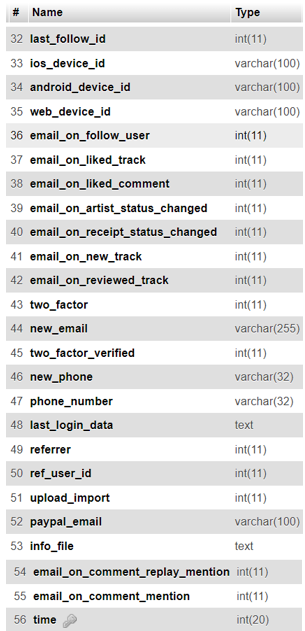 # Name Type
32 last_follow_id int(11)
33 ios_device_id varchar(100)
34 android_device_id varchar(100)
35 web_device_id varchar(100)
36 email_on_follow_user int(11)
37 email_on_liked_track int(11)
38 email_on_liked_comment int(11)
39 email_on_artist_status_changed int(11)
40 email_on_receipt_status_changed int(11)
41 email_on_new_track int(11)
42 email_on_reviewed_track int(11)
43 two_factor int(11)
44 new_email varchar(255)
45 two_factor_verified int(11)
46 new_phone varchar(32)
47 phone_number varchar(32)
48 last_login_data text
49 referrer int(11)
50 ref_user_id int(11)
51 upload_import int(11)
52 paypal_email varchar(100)
53 info_file text
54 email_on_comment_replay_mention int(11)
55 email_on_comment_mention int(11)
56 time int(20)